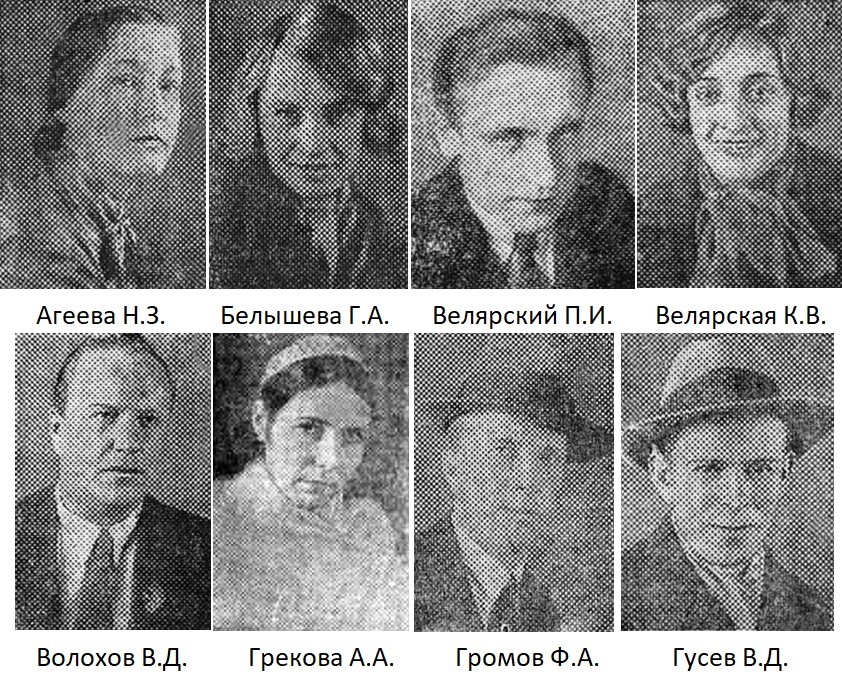 Агеева Н.З. Белышева Г.А. Велярский П.И. Велярская К.В.
Волохов В.Д. Грекова А.А. Громов Ф.А. Гусев В.Д.